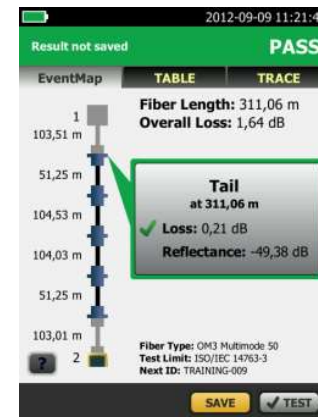 2012-09-09 11:21:4
Result not saved
PASS
EventMap
TABLE
TRACE
Fiber Length: 311,06 m
Overall Loss: 1,64 dB
1
103,51 m
51,25 m
104,53 m
104,03 m
51,25 m
103,01 m
2
Tail
at 311,06 m
Loss: 0,21 dB
Reflectance: -49,38 dB
Fiber Type: OM3 Multimode 50
Test Limit: ISO/IEC 14763-3
Next ID: TRAINING-009
?
SAVE
TEST